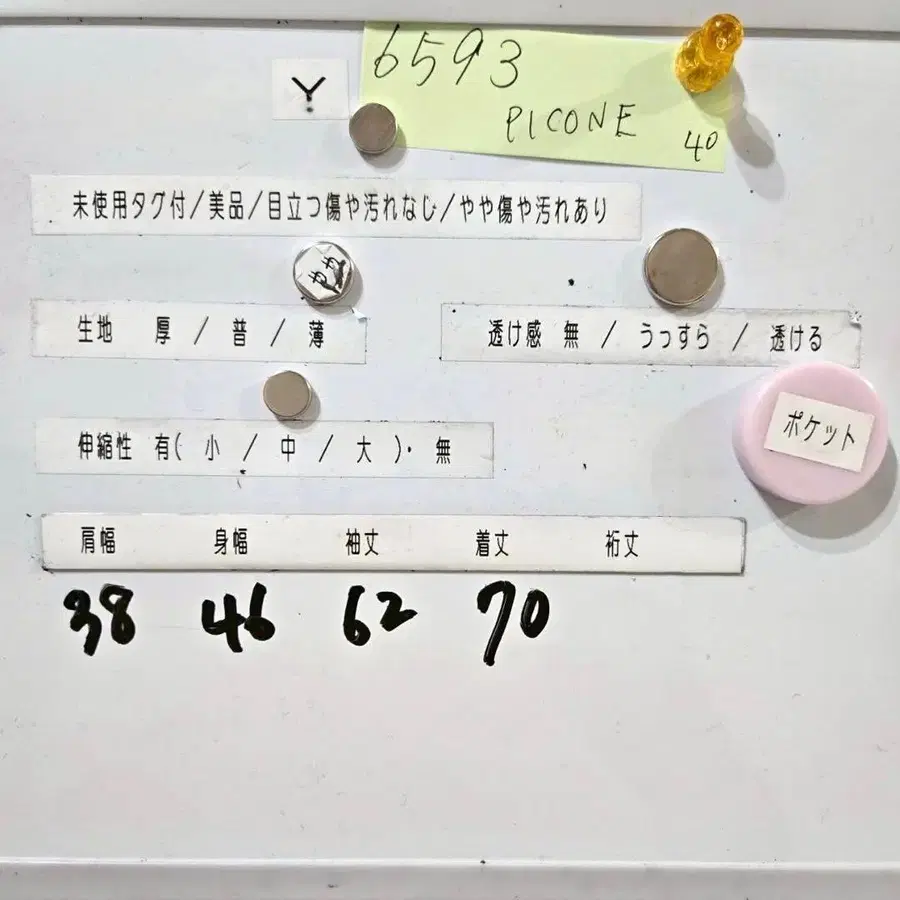 6593
Y
PICONE
40
未使用タグ付/美品/目立つ傷や汚れなし/やや傷や汚れあり
生地 厚 / 普 / 薄
透け感 無 / うっすら / 透ける
ポケット
伸縮性 有( 小 / 中 / 大 )・ 無
肩幅 身幅 袖丈 着丈 裄丈
38 46 62 70